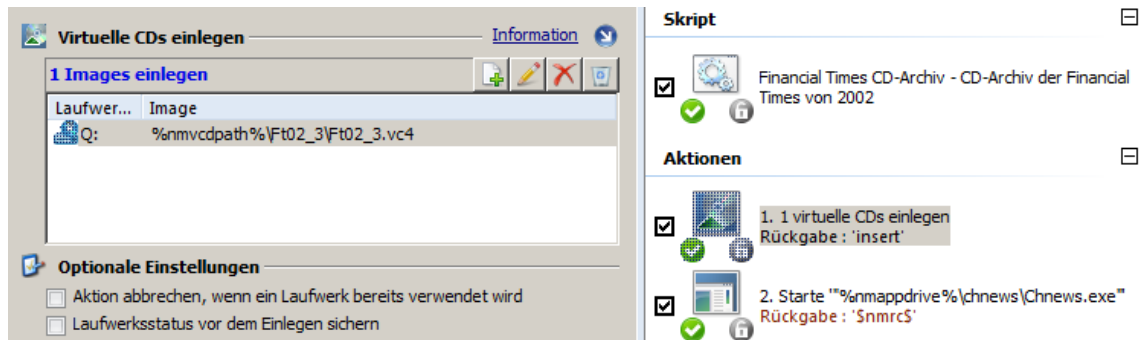 Virtuelle CDs einlegen
Information
1 Images einlegen
Laufwer... Image
Q: %nmvcdpath%\Ft02_3\Ft02_3.vc4
Optionale Einstellungen
Aktion abbrechen, wenn ein Laufwerk bereits verwendet wird
Laufwerksstatus vor dem Einlegen sichern
Skript
Financial Times CD-Archiv - CD-Archiv der Financial
Times von 2002
Aktionen
1. 1 virtuelle CDs einlegen
Rückgabe : 'insert'
2. Starte '"%nmappdrive%\chnews\Chnews.exe"'
Rückgabe : '$nmrc$'